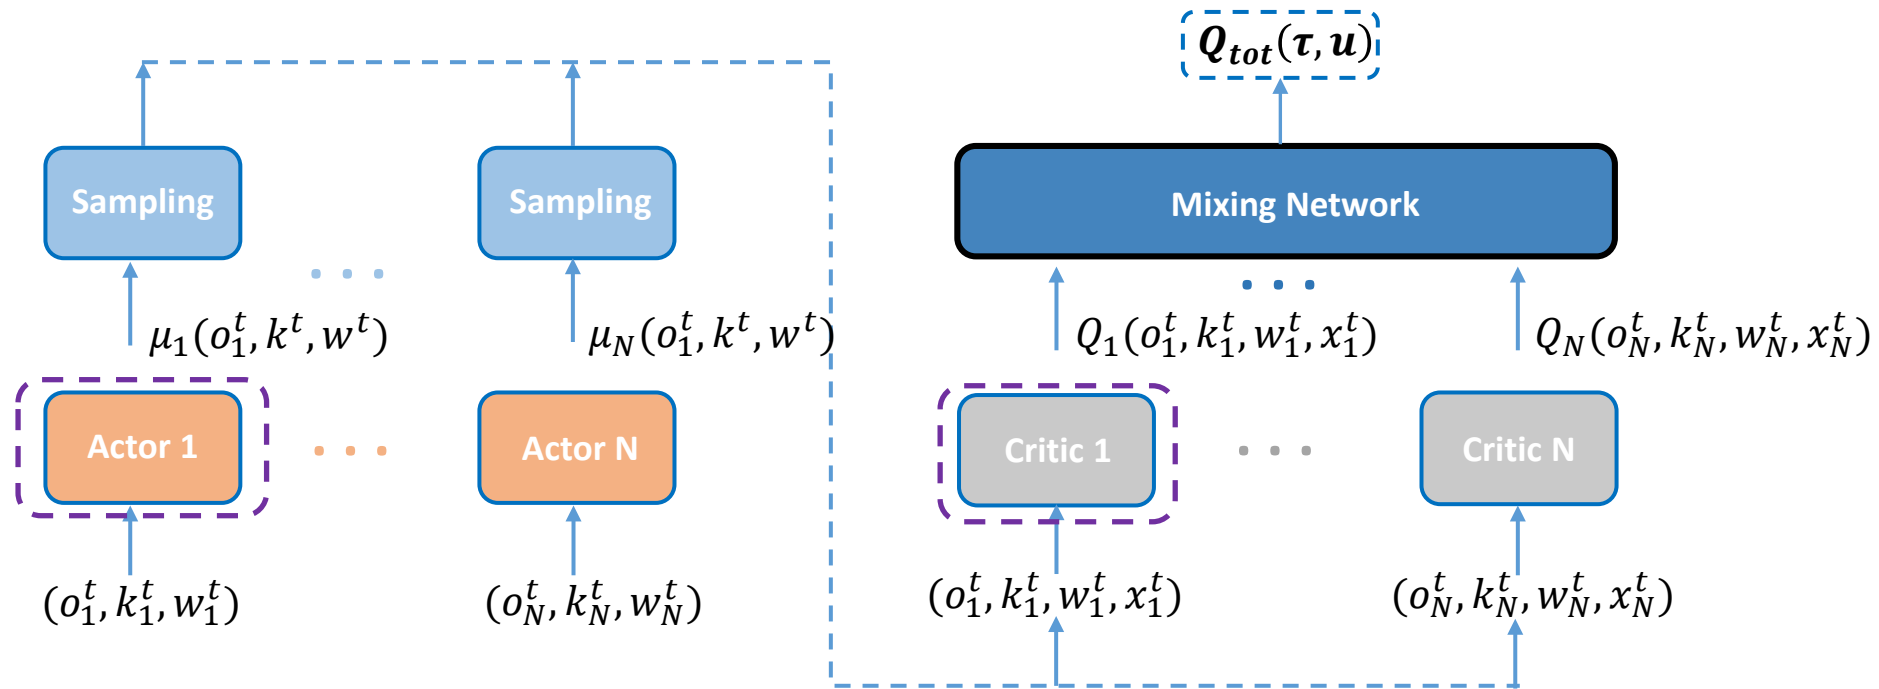 Q_{tot}(τ, u)
Sampling
Sampling
Mixing Network
. . .
. . .
μ_1(o_1^t, k^t, w^t)
μ_N(o_1^t, k^t, w^t)
Q_1(o_1^t, k_1^t, w_1^t, x_1^t)
Q_N(o_N^t, k_N^t, w_N^t, x_N^t)
Actor 1
. . .
Actor N
Critic 1
. . .
Critic N
(o_1^t, k_1^t, w_1^t)
(o_N^t, k_N^t, w_N^t)
(o_1^t, k_1^t, w_1^t, x_1^t)
(o_N^t, k_N^t, w_N^t, x_N^t)